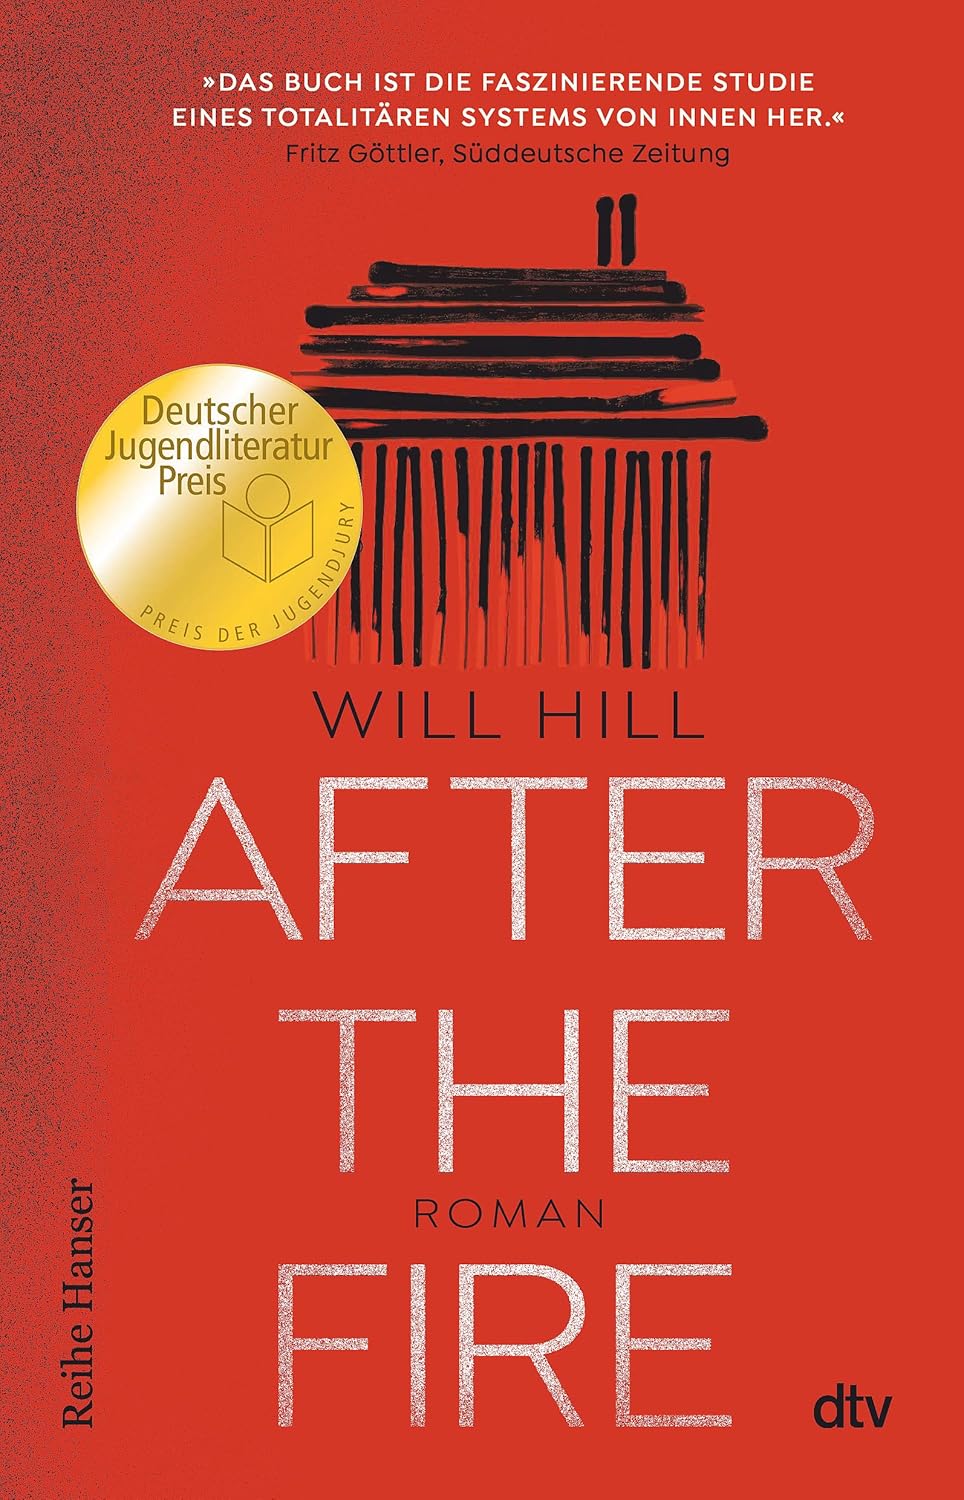 »DAS BUCH IST DIE FASZINIERENDE STUDIE
EINES TOTALITÄREN SYSTEMS VON INNEN HER.«
Fritz Göttler, Süddeutsche Zeitung
Deutscher
Jugendliteratur
Preis
PREIS DER JUGENDJURY
WILL HILL
AFTER
THE
ROMAN
FIRE
Reihe Hanser
dtv